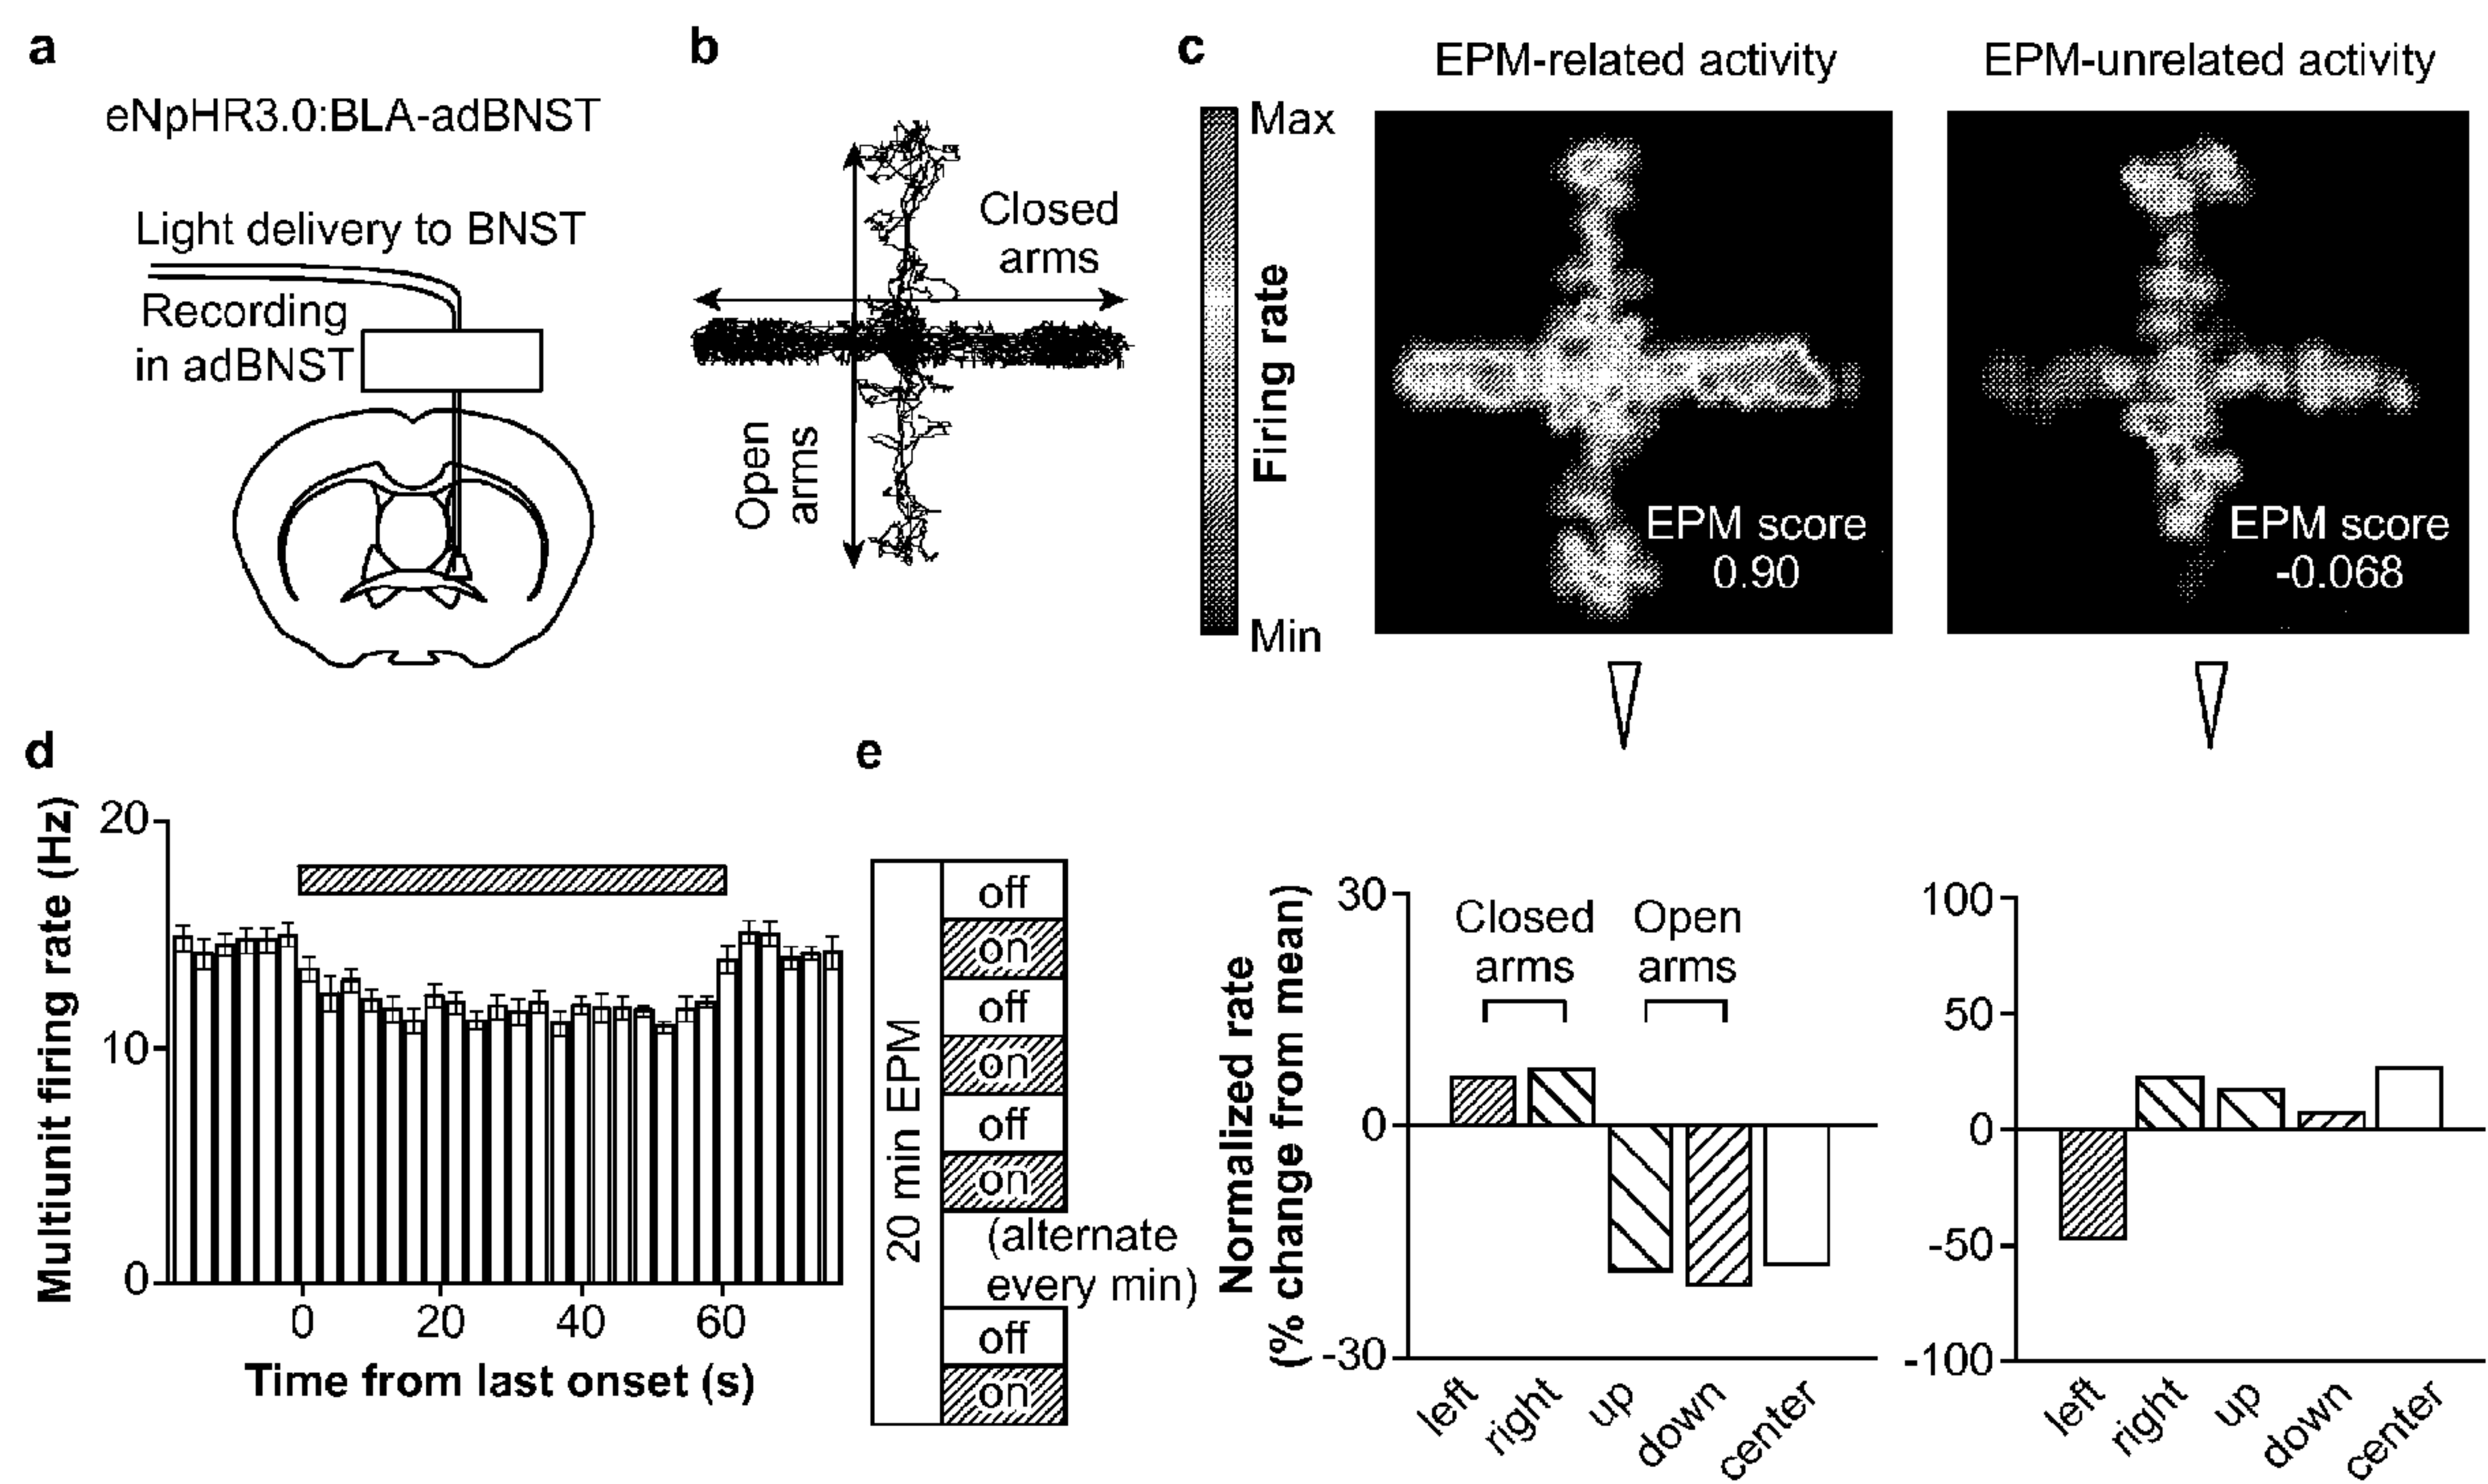 a
eNpHR3.0:BLA-adBNST
Light delivery to BNST
Recording
in adBNST
b
Closed
arms
Open
arms
c
EPM-related activity
EPM-unrelated activity
Max
Firing rate
Min
EPM score
0.90
EPM score
-0.068
d
Multiunit firing rate (Hz)
20
10
0
0
20
40
60
Time from last onset (s)
e
20 min EPM
off
on
off
on
off
on
(alternate
every min)
off
on
Normalized rate
(% change from mean)
30
0
-30
Closed
arms
Open
arms
left
right
up
down
center
100
50
0
-50
-100
left
right
up
down
center